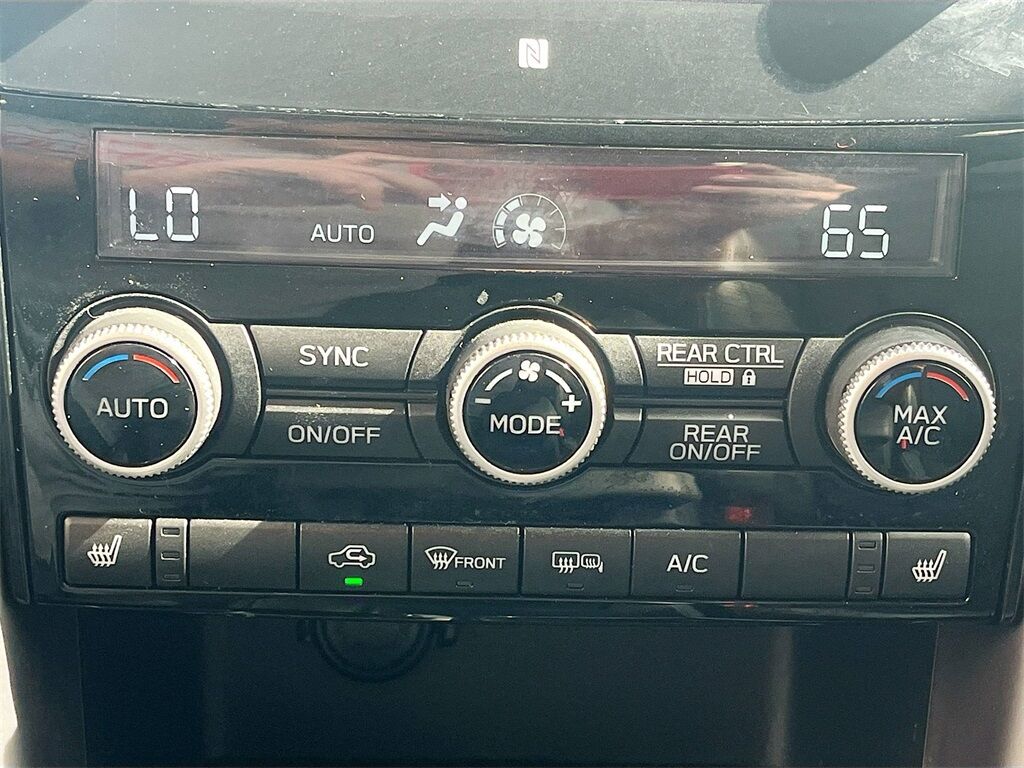 N
LO
AUTO
65
SYNC
REAR CTRL
HOLD
AUTO
ON/OFF
- +
MODE
REAR
ON/OFF
MAX
A/C
FRONT
A/C